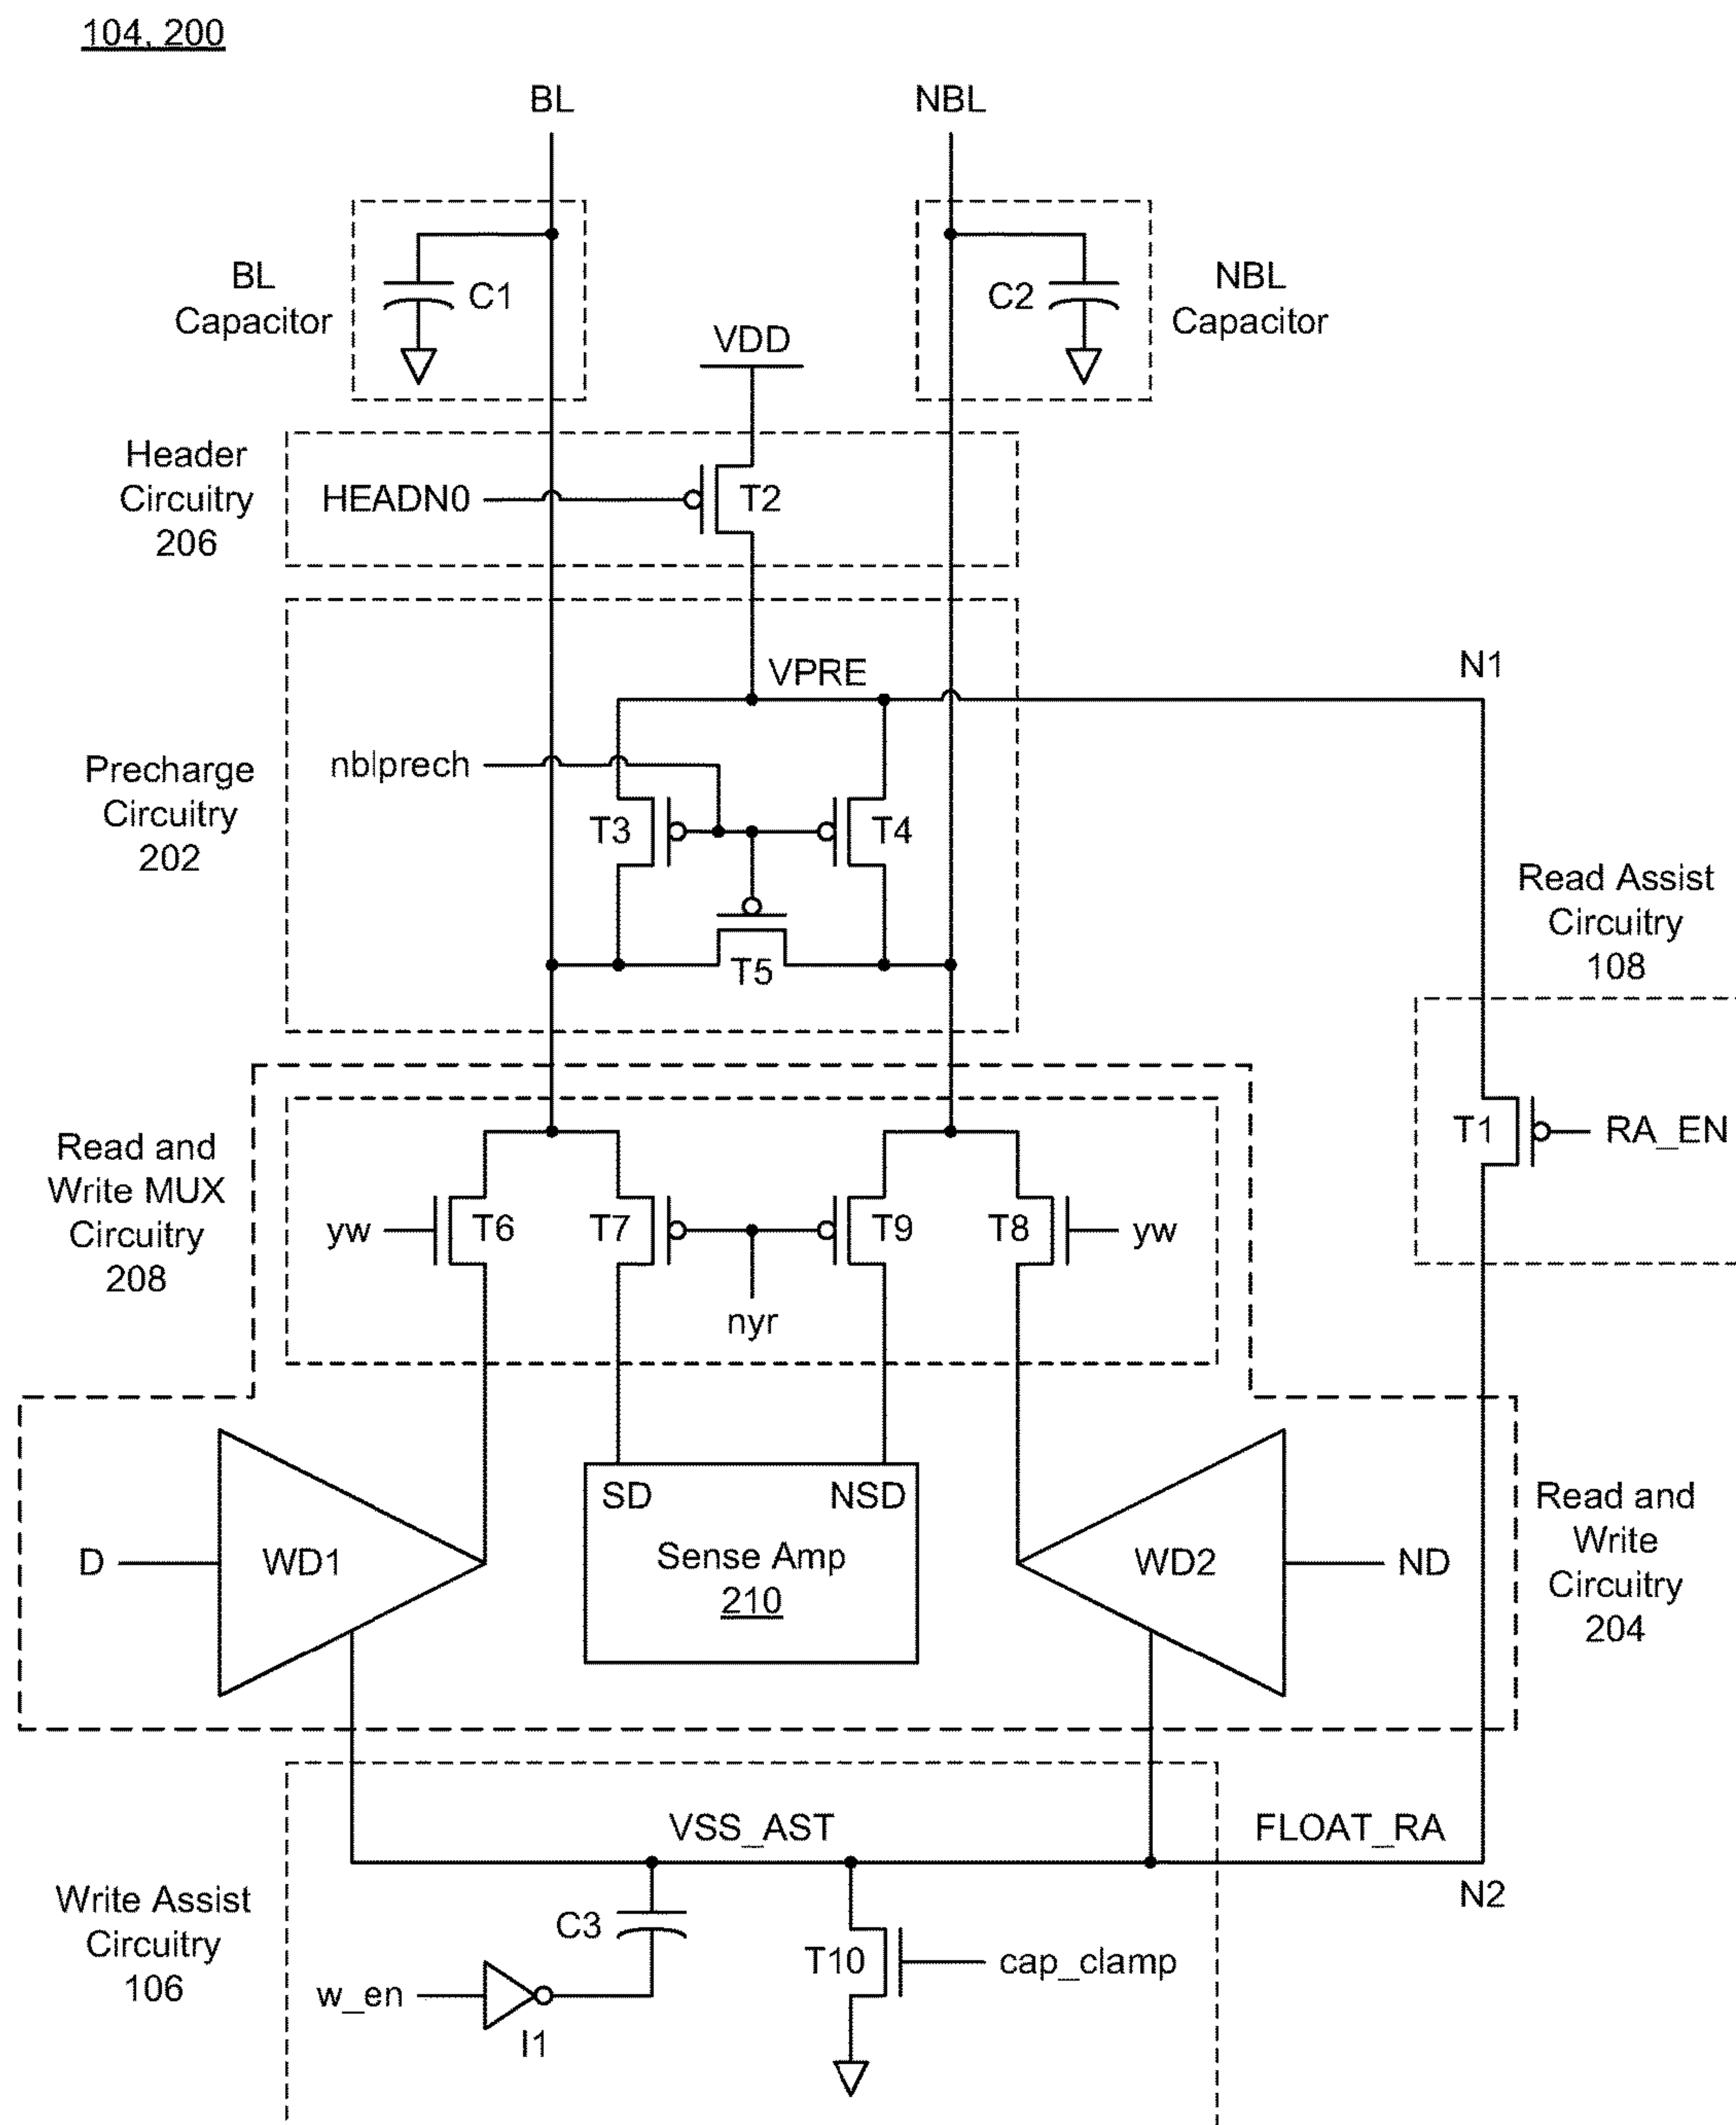 104, 200
BL
NBL
BL
Capacitor
C1
C2
NBL
Capacitor
VDD
Header
Circuitry
206
HEADN0
T2
VPRE
N1
Precharge
Circuitry
202
nblprech
T3
T4
T5
Read Assist
Circuitry
108
T1
RA_EN
Read and
Write MUX
Circuitry
208
yw
T6
T7
T9
T8
yw
nyr
D
WD1
SD
NSD
Sense Amp
210
WD2
ND
Read and
Write
Circuitry
204
VSS_AST
FLOAT_RA
N2
Write Assist
Circuitry
106
C3
w_en
I1
T10
cap_clamp